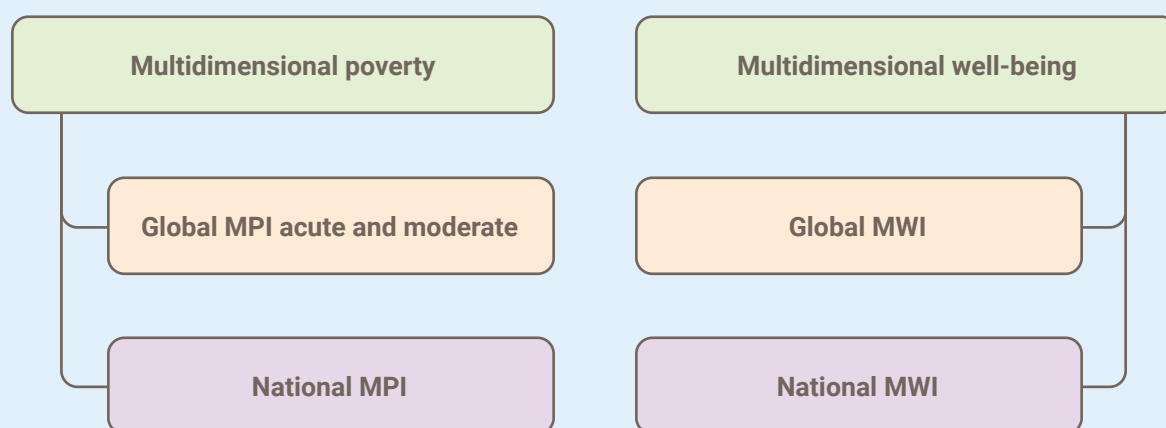 Multidimensional poverty
Multidimensional well-being
Global MPI acute and moderate
Global MWI
National MPI
National MWI